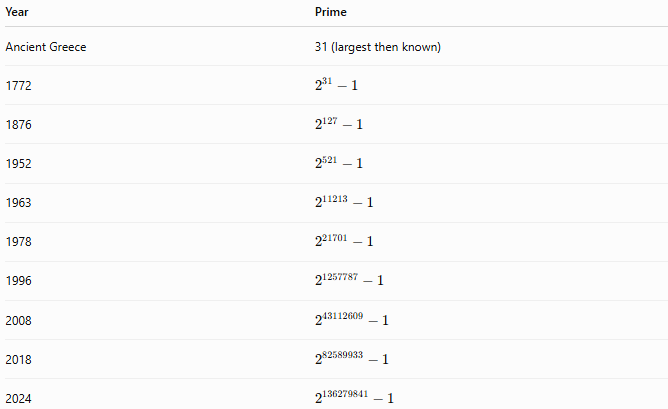 Year Prime
Ancient Greece 31 (largest then known)
1772 2^31 − 1
1876 2^127 − 1
1952 2^521 − 1
1963 2^11213 − 1
1978 2^21701 − 1
1996 2^1257787 − 1
2008 2^43112609 − 1
2018 2^82589933 − 1
2024 2^136279841 − 1